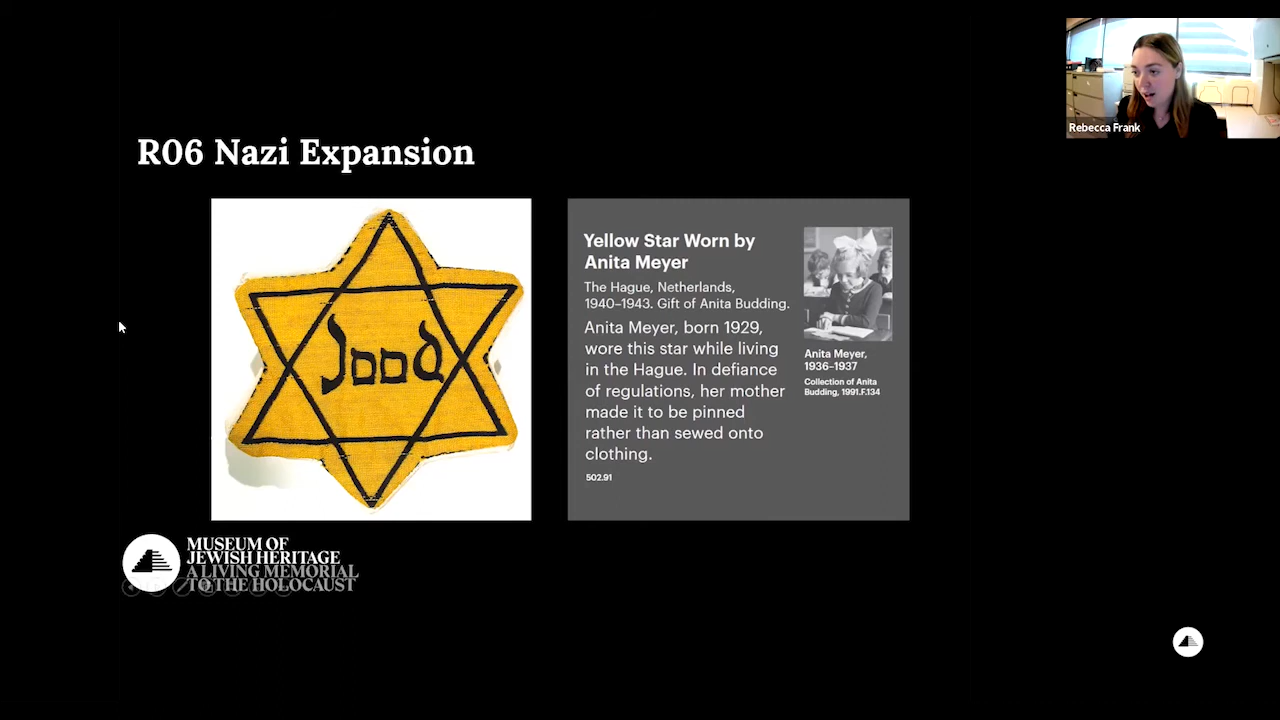 Rebecca Frank
R06 Nazi Expansion
Jood
Yellow Star Worn by
Anita Meyer
The Hague, Netherlands,
1940–1943. Gift of Anita Budding.
Anita Meyer, born 1929,
wore this star while living
in the Hague. In defiance
of regulations, her mother
made it to be pinned
rather than sewed onto
clothing.
502.91
Anita Meyer,
1936–1937
Collection of Anita
Budding, 1991.F.134
MUSEUM OF
JEWISH HERITAGE
A LIVING MEMORIAL
TO THE HOLOCAUST